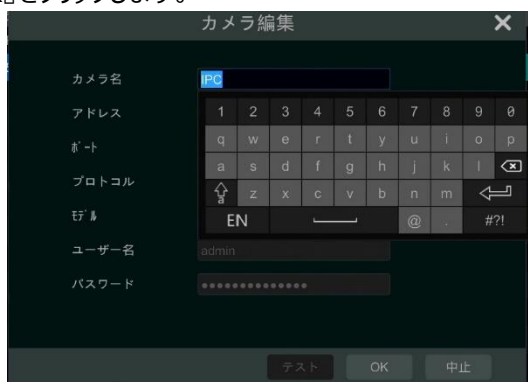 をクリックします。
カメラ編集
カメラ名 IPC
アドレス
ﾎﾟｰﾄ
プロトコル
ﾓﾃﾞﾙ
ユーザー名 admin
パスワード ••••••••••••••
1 2 3 4 5 6 7 8 9 0
q w e r t y u i o p
a s d f g h j k l
z x c v b n m
EN @ . #?!
テスト OK 中止